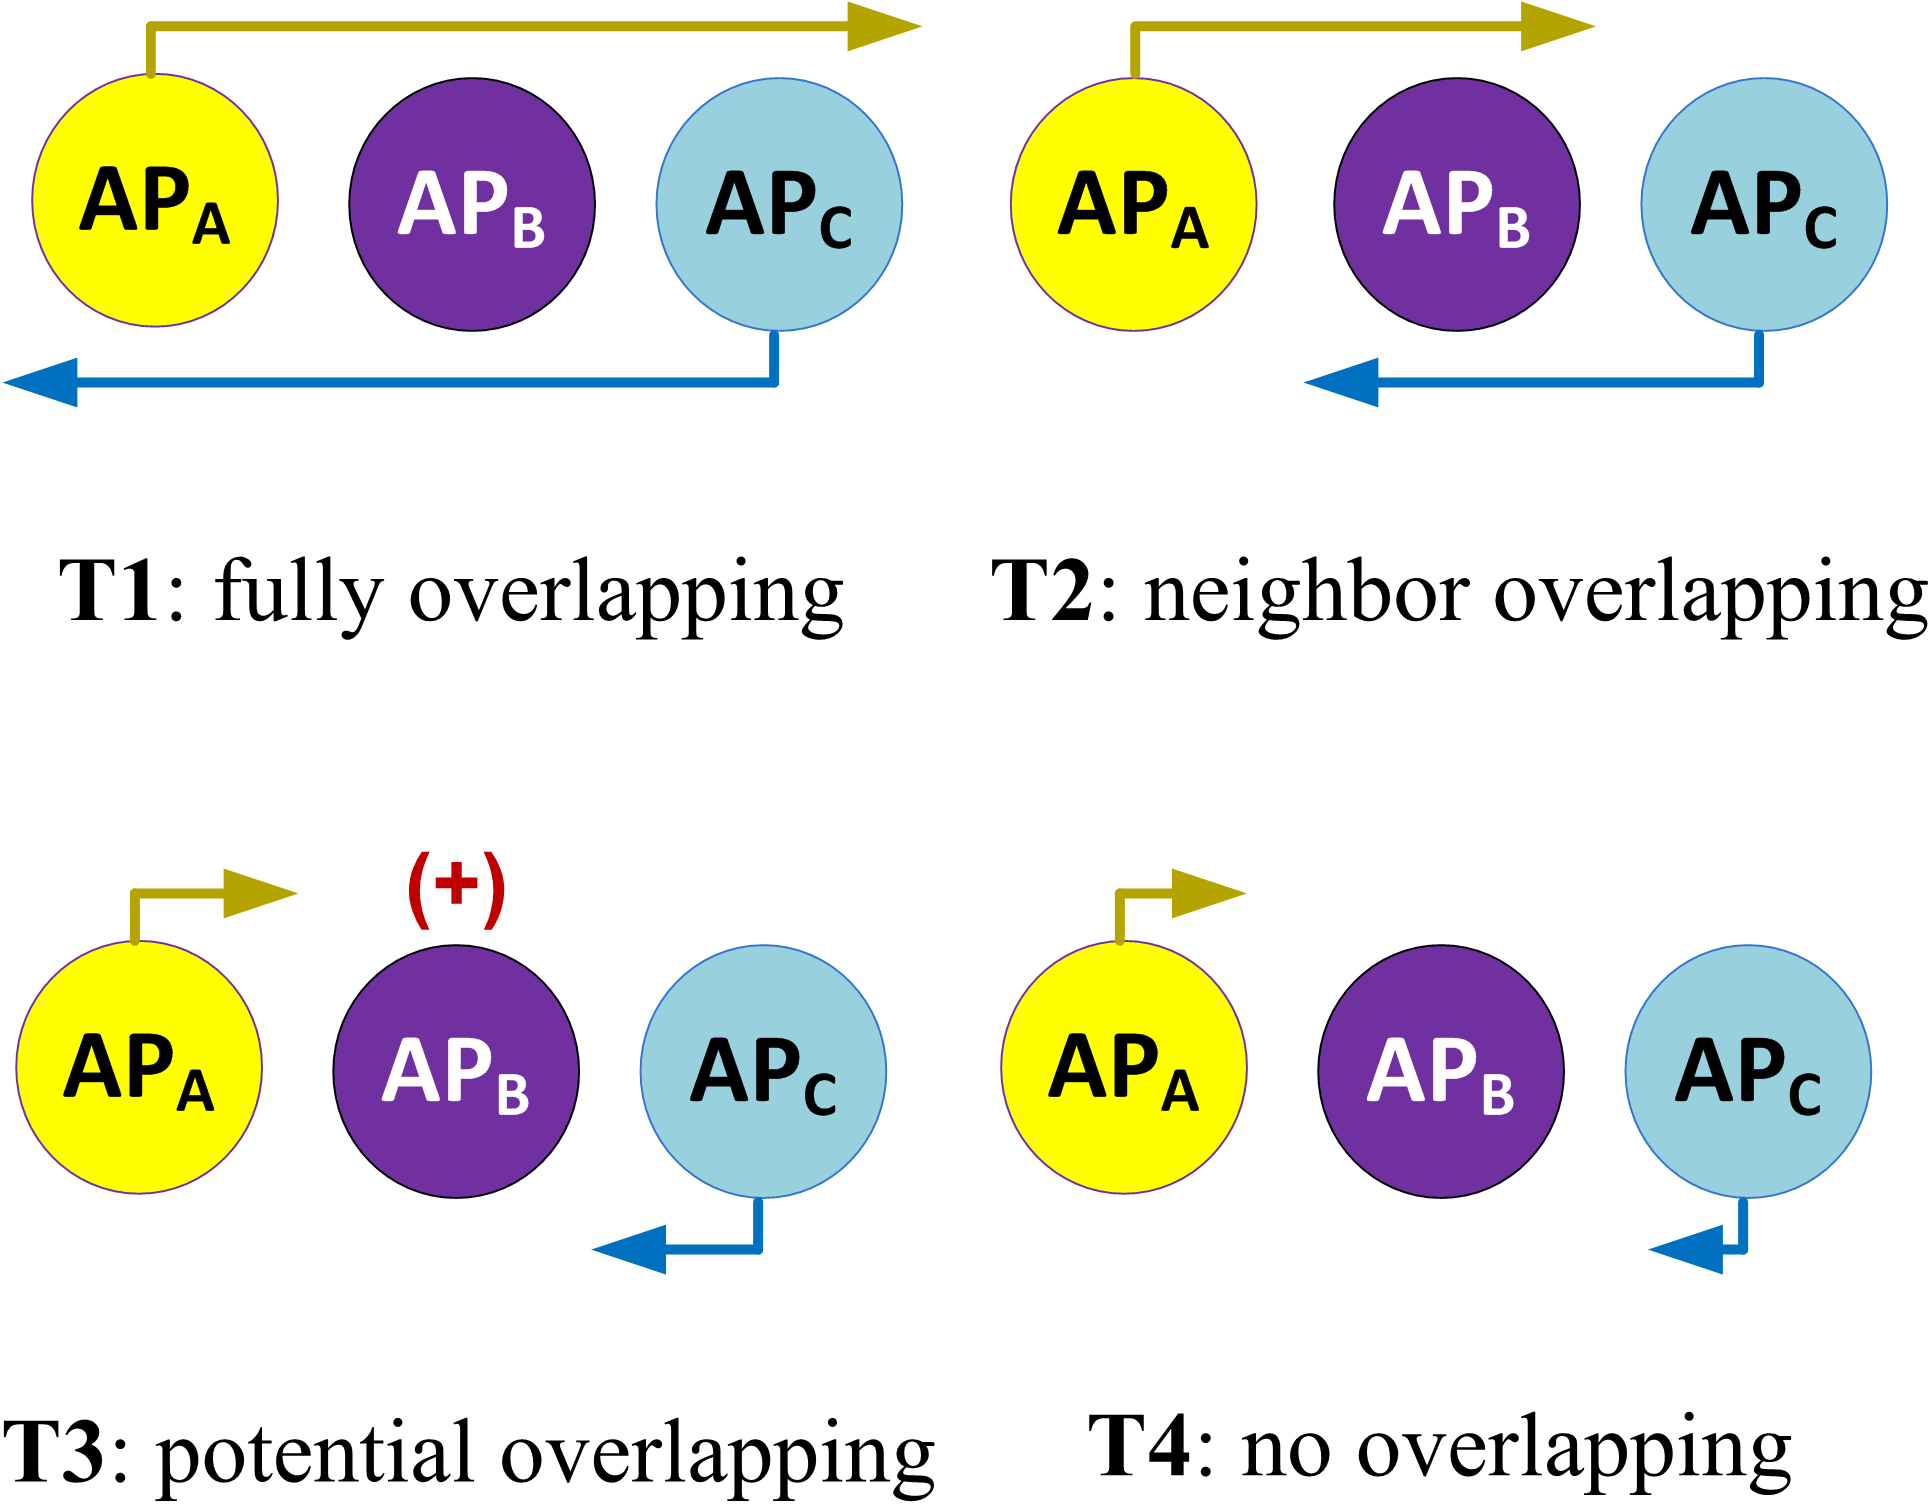 APA APB APC APA APB APC
T1: fully overlapping T2: neighbor overlapping
(+)
APA APB APC APA APB APC
T3: potential overlapping T4: no overlapping